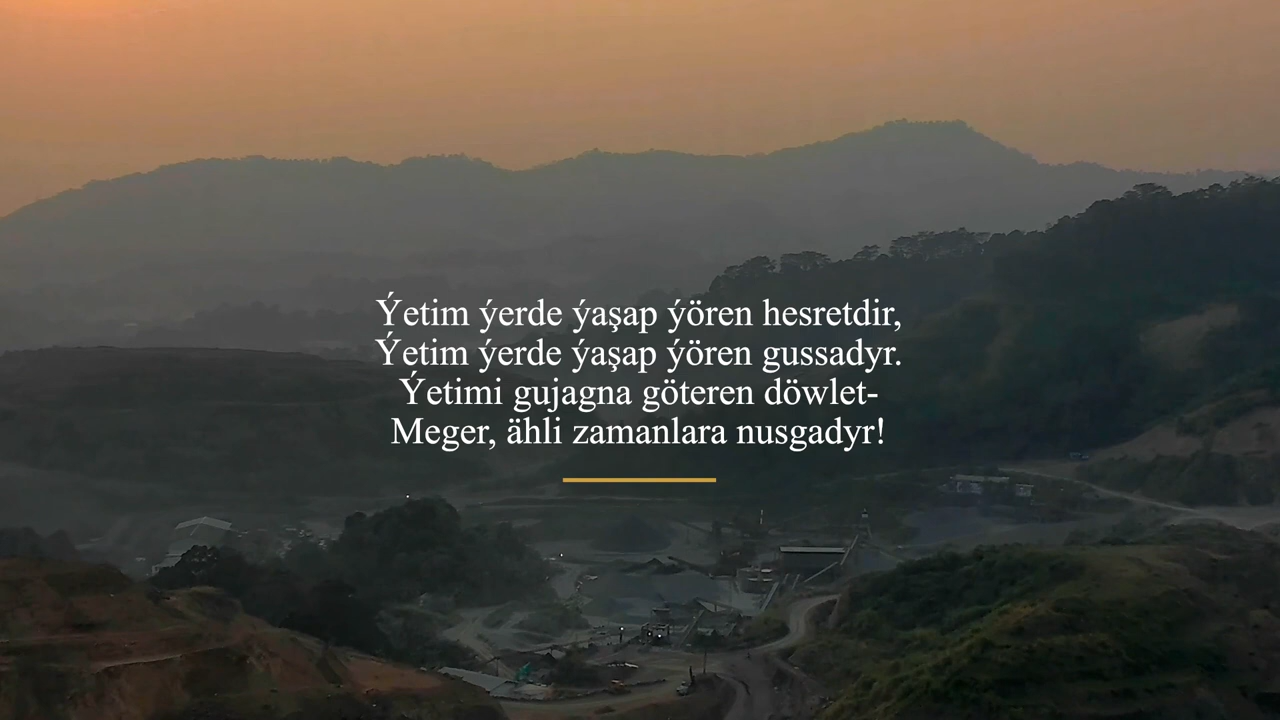 Ýetim ýerde ýaşap ýören hesretdir,
Ýetim ýerde ýaşap ýören gussadyr.
Ýetimi gujagna göteren döwlet-
Meger, ähli zamanlara nusgadyr!